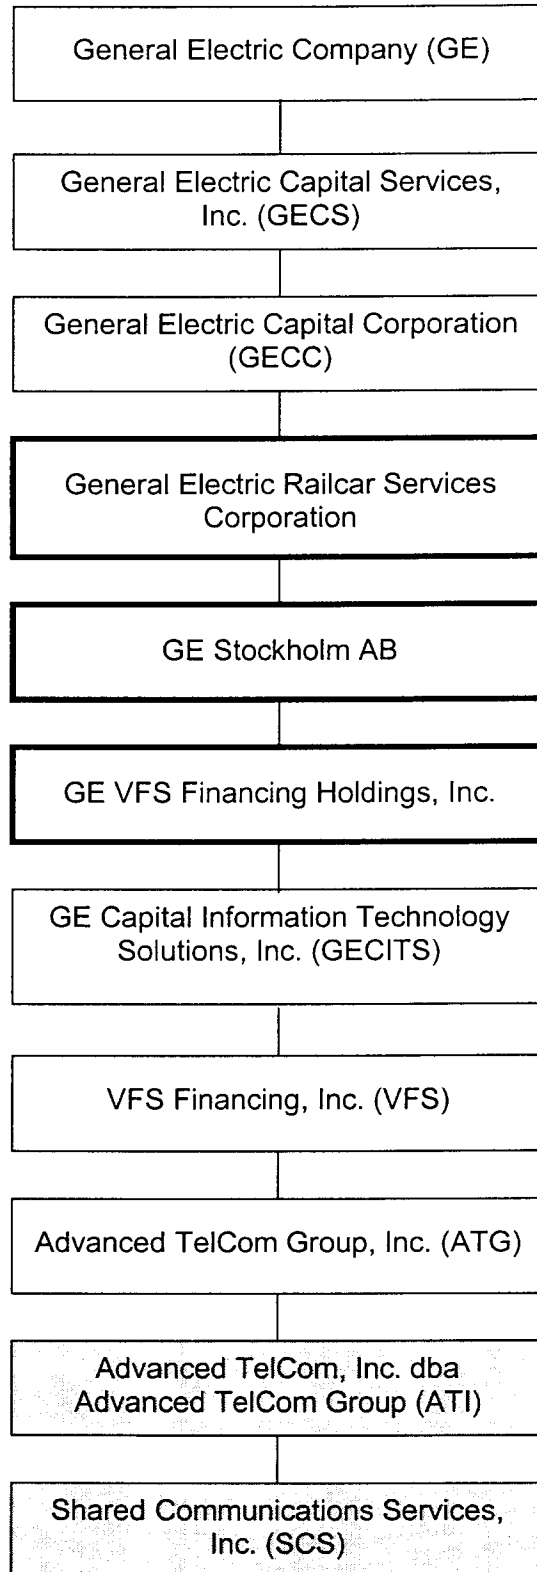 General Electric Company (GE)
General Electric Capital Services,
Inc. (GECS)
General Electric Capital Corporation
(GECC)
General Electric Railcar Services
Corporation
GE Stockholm AB
GE VFS Financing Holdings, Inc.
GE Capital Information Technology
Solutions, Inc. (GECITS)
VFS Financing, Inc. (VFS)
Advanced TelCom Group, Inc. (ATG)
Advanced TelCom, Inc. dba
Advanced TelCom Group (ATI)
Shared Communications Services,
Inc. (SCS)